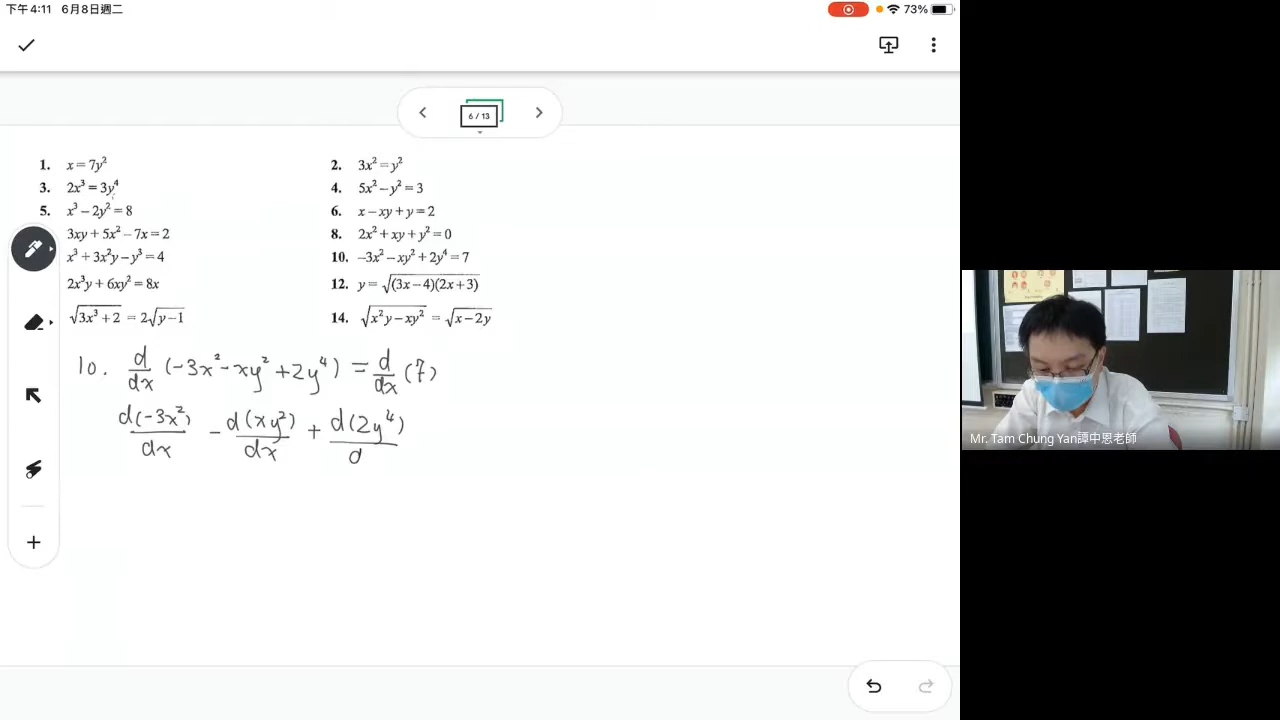 下午4:11 6月8日週二 73%
6 / 13
1. x = 7y² 2. 3x² = y²
3. 2x³ = 3y⁴ 4. 5x² − y² = 3
5. x³ − 2y² = 8 6. x − xy + y = 2
3xy + 5x² − 7x = 2 8. 2x² + xy + y² = 0
x³ + 3x²y − y³ = 4 10. −3x² − xy² + 2y⁴ = 7
2x³y + 6xy² = 8x 12. y = √((3x−4)(2x+3))
√(3x³+2) = 2√(y−1) 14. √(x²y−xy²) = √(x−2y)
10. d/dx (−3x² − xy² + 2y⁴) = d/dx (7)
d(−3x²)/dx − d(xy²)/dx + d(2y⁴)/d
Mr. Tam Chung Yan譚中恩老師